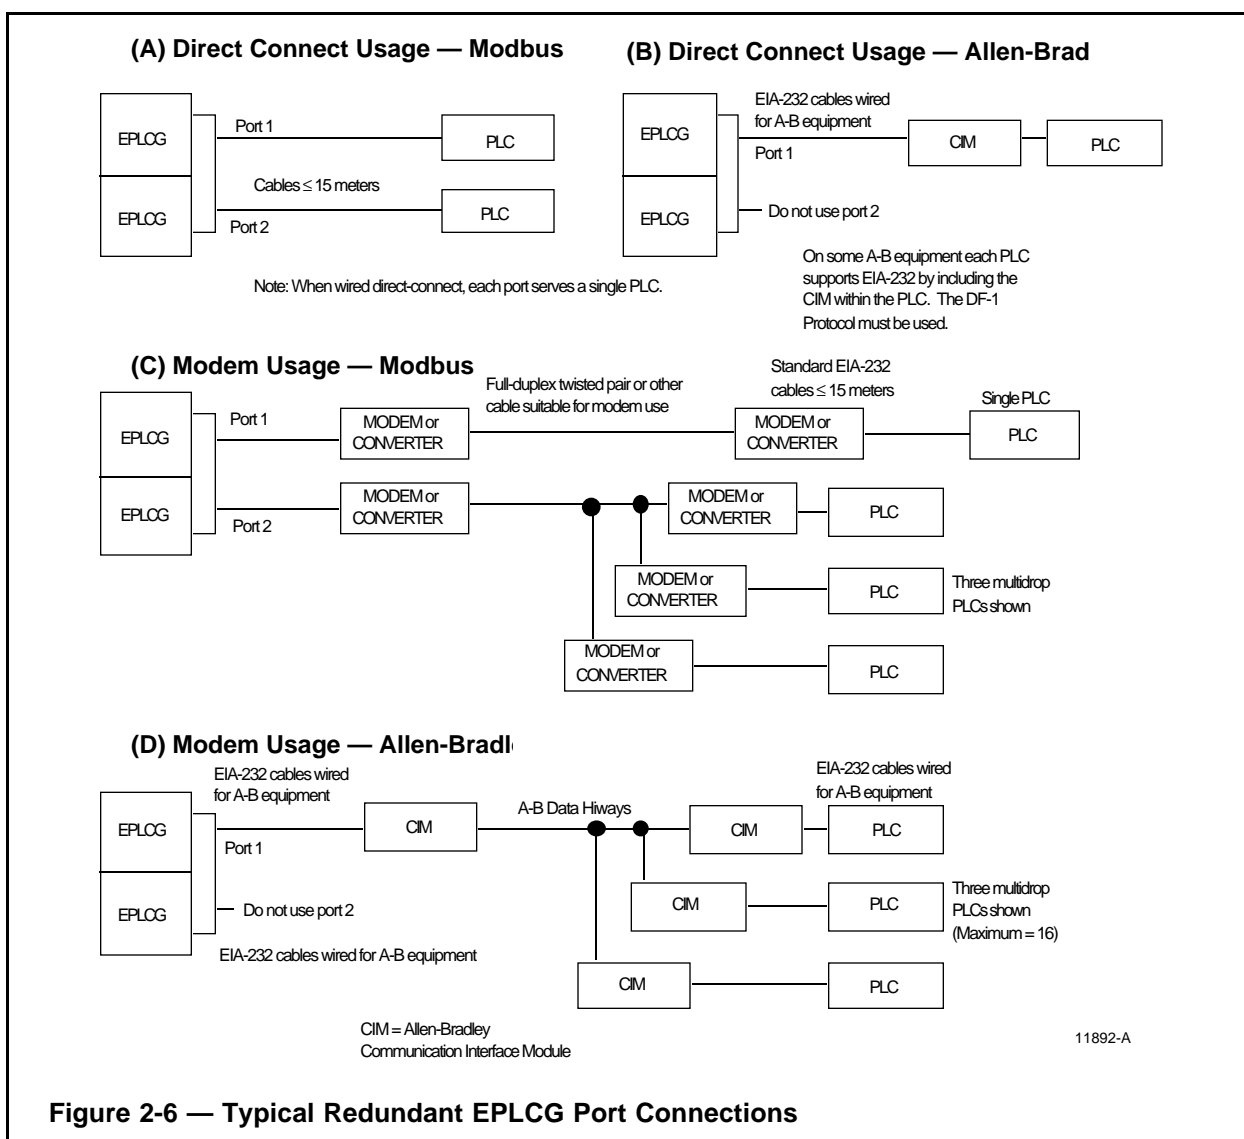 (A) Direct Connect Usage — Modbus
EPLCG
EPLCG
Port 1
PLC
Cables ≤ 15 meters
PLC
Port 2
Note: When wired direct-connect, each port serves a single PLC.
(B) Direct Connect Usage — Allen-Brad
EIA-232 cables wired
for A-B equipment
EPLCG
EPLCG
Port 1
CIM
PLC
Do not use port 2
On some A-B equipment each PLC
supports EIA-232 by including the
CIM within the PLC. The DF-1
Protocol must be used.
(C) Modem Usage — Modbus
EPLCG
EPLCG
Port 1
MODEM or
CONVERTER
Full-duplex twisted pair or other
cable suitable for modem use
Standard EIA-232
cables ≤ 15 meters
MODEM or
CONVERTER
Single PLC
PLC
Port 2
MODEM or
CONVERTER
MODEM or
CONVERTER
PLC
MODEM or
CONVERTER
PLC
Three multidrop
PLCs shown
MODEM or
CONVERTER
PLC
(D) Modem Usage — Allen-Bradl
EIA-232 cables wired
for A-B equipment
EPLCG
EPLCG
Port 1
CIM
A-B Data Hiways
CIM
EIA-232 cables wired
for A-B equipment
PLC
Do not use port 2
CIM
PLC
Three multidrop
PLCs shown
(Maximum = 16)
EIA-232 cables wired for A-B equipment
CIM
PLC
CIM = Allen-Bradley
Communication Interface Module
11892-A
Figure 2-6 — Typical Redundant EPLCG Port Connections